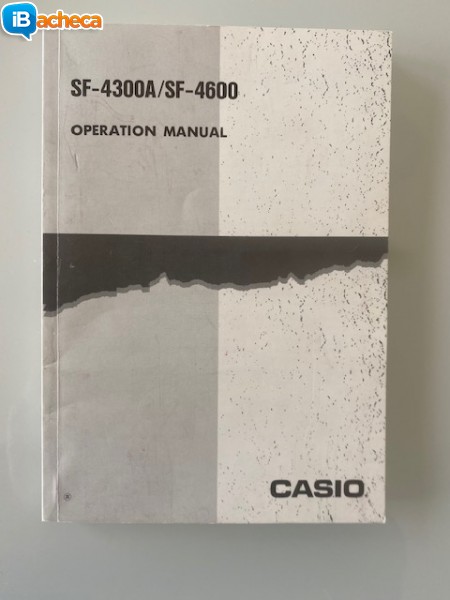 iBacheca
SF-4300A/SF-4600
OPERATION MANUAL
CASIO